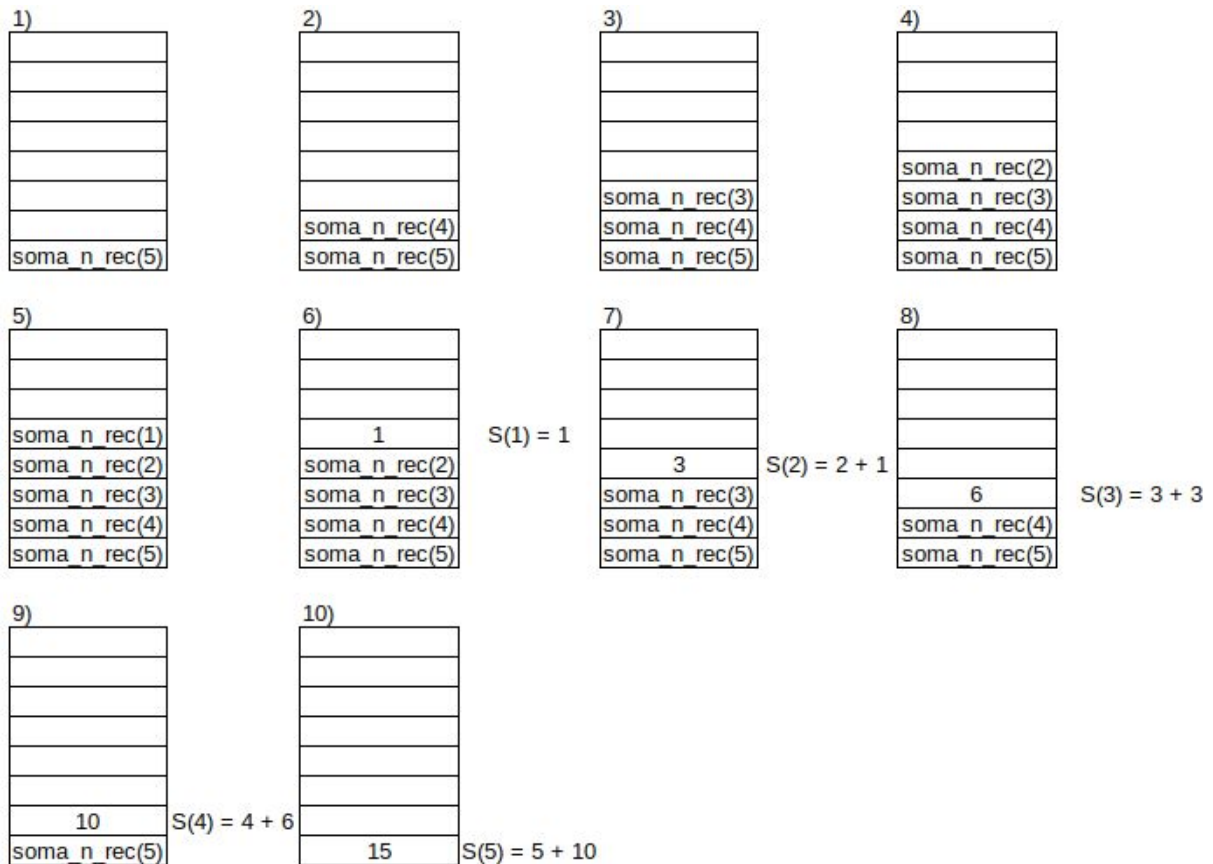 1)
soma_n_rec(5)
2)
soma_n_rec(4)
soma_n_rec(5)
3)
soma_n_rec(3)
soma_n_rec(4)
soma_n_rec(5)
4)
soma_n_rec(2)
soma_n_rec(3)
soma_n_rec(4)
soma_n_rec(5)
5)
soma_n_rec(1)
soma_n_rec(2)
soma_n_rec(3)
soma_n_rec(4)
soma_n_rec(5)
6)
1
S(1) = 1
soma_n_rec(2)
soma_n_rec(3)
soma_n_rec(4)
soma_n_rec(5)
7)
3
S(2) = 2 + 1
soma_n_rec(3)
soma_n_rec(4)
soma_n_rec(5)
8)
6
S(3) = 3 + 3
soma_n_rec(4)
soma_n_rec(5)
9)
10
S(4) = 4 + 6
soma_n_rec(5)
10)
15
S(5) = 5 + 10